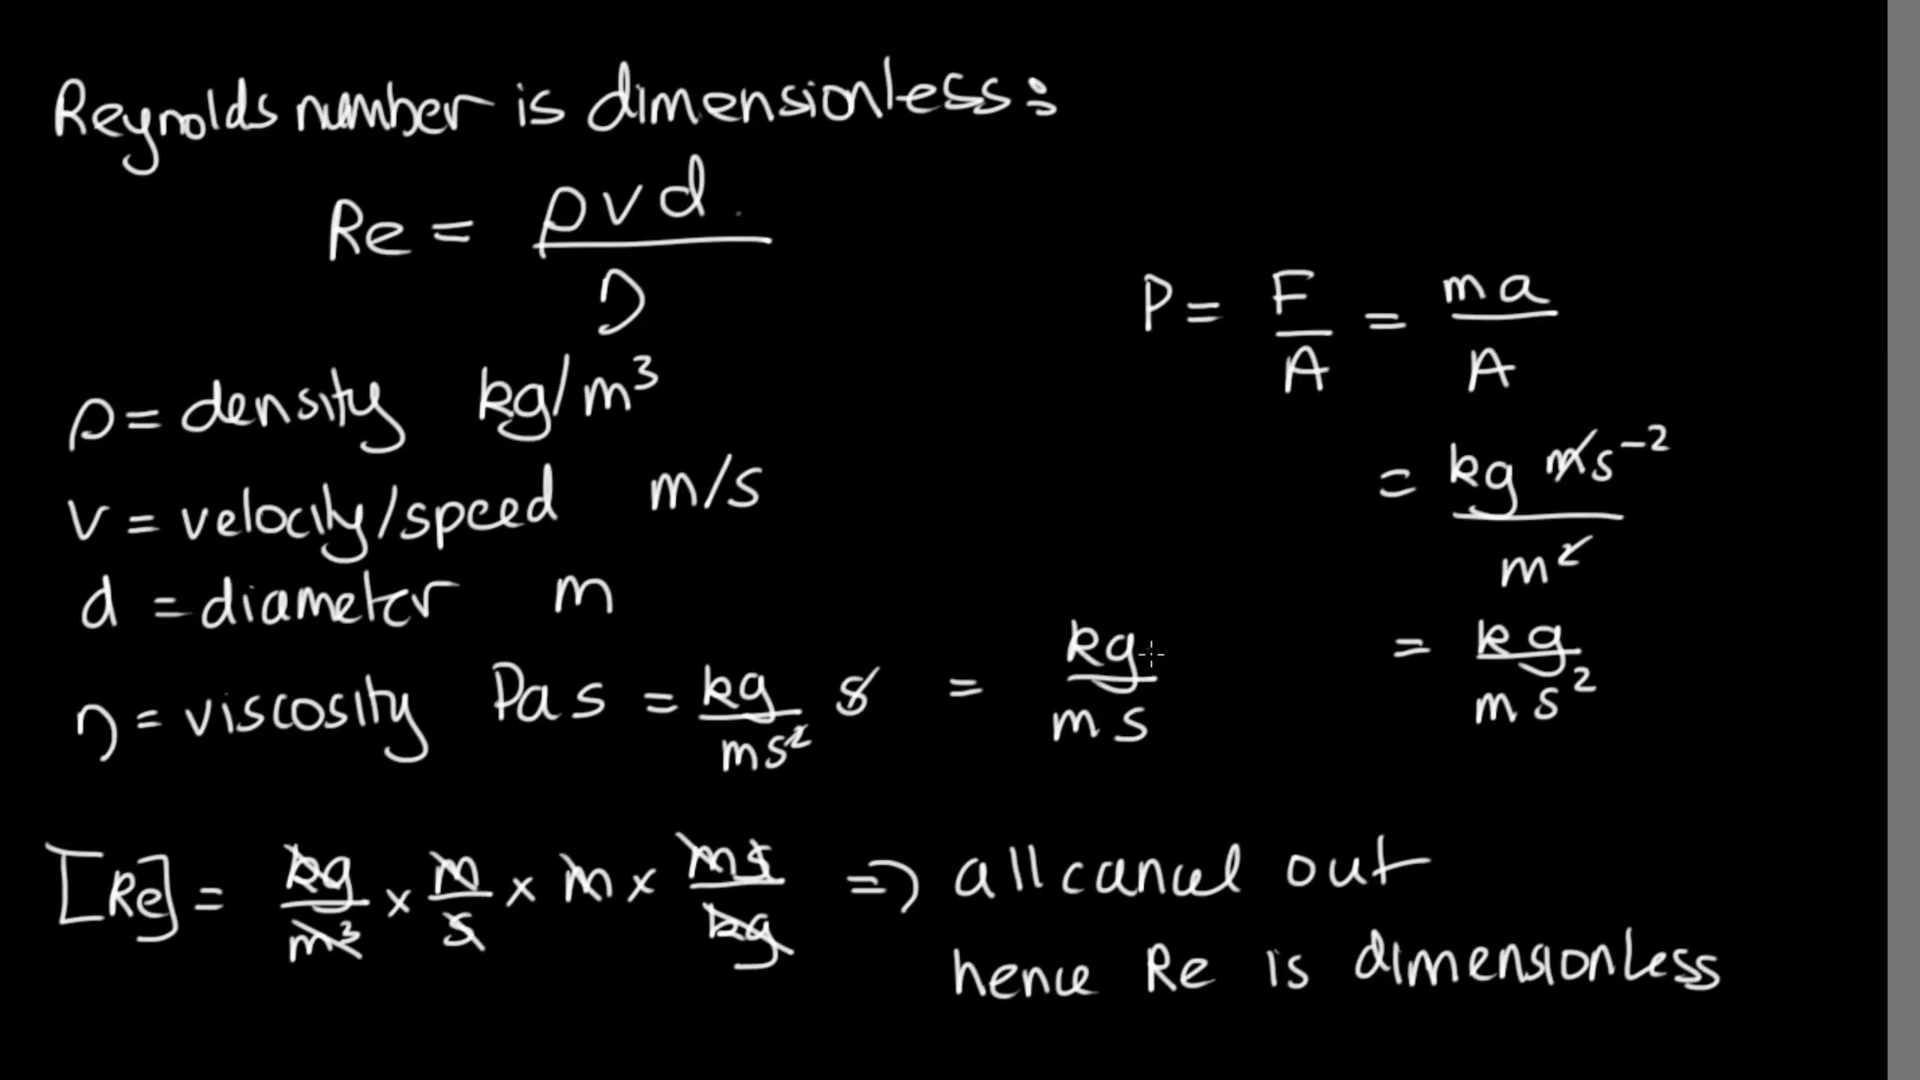 Reynolds number is dimensionless:
Re = ρvd / η
P = F/A = ma/A
= kg m s⁻² / m²
= kg / m s²
ρ = density kg/m³
v = velocity/speed m/s
d = diameter m
η = viscosity Pa s = kg/ms² s = kg / m s
[Re] = kg/m³ × m/s × m × ms/kg => all cancel out
hence Re is dimensionless